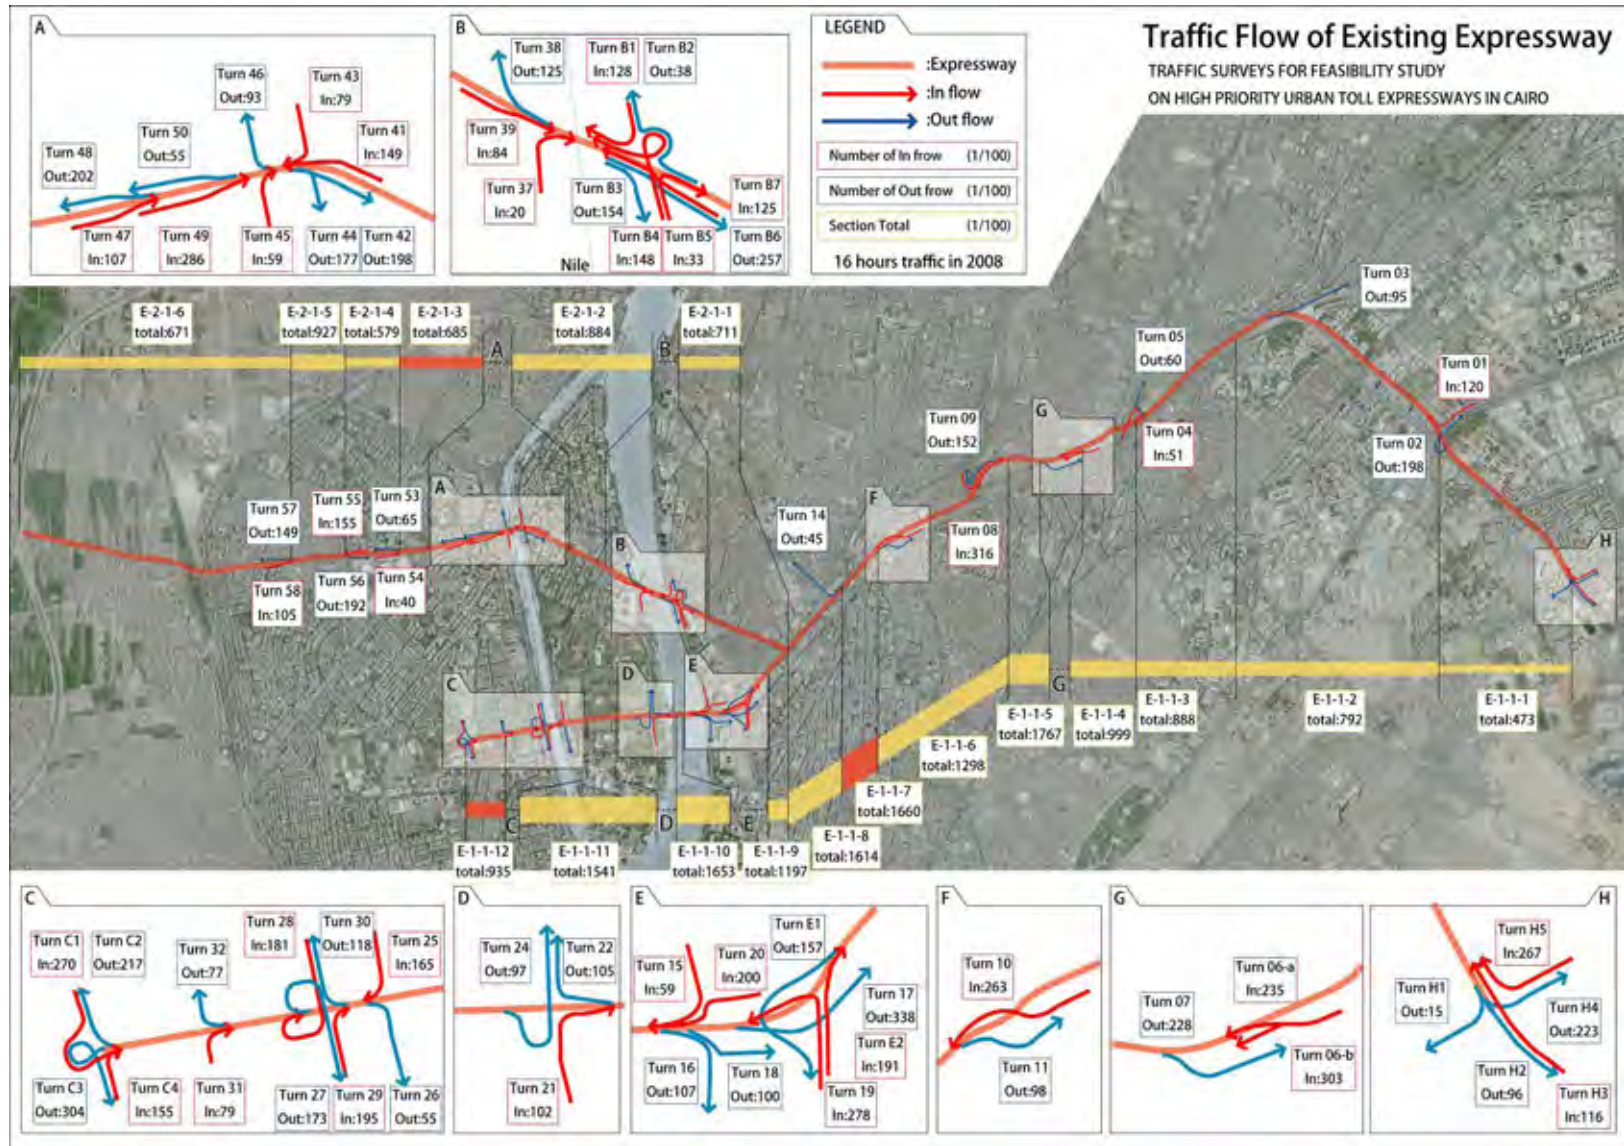 Traffic Flow of Existing Expressway
TRAFFIC SURVEYS FOR FEASIBILITY STUDY
ON HIGH PRIORITY URBAN TOLL EXPRESSWAYS IN CAIRO
A
Turn 46
Out:93
Turn 43
In:79
Turn 50
Out:55
Turn 41
In:149
Turn 48
Out:202
Turn 47
In:107
Turn 49
In:286
Turn 45
In:59
Turn 44
Out:177
Turn 42
Out:198
B
Turn 38
Out:125
Turn B1
In:128
Turn B2
Out:38
Turn 39
In:84
Turn 37
In:20
Turn B3
Out:154
Turn B7
In:125
Turn B4
In:148
Turn B5
In:33
Turn B6
Out:257
Nile
LEGEND
:Expressway
:In flow
:Out flow
Number of In frow (1/100)
Number of Out frow (1/100)
Section Total (1/100)
16 hours traffic in 2008
E-2-1-6
total:671
E-2-1-5
total:927
E-2-1-4
total:579
E-2-1-3
total:685
E-2-1-2
total:884
E-2-1-1
total:711
A
B
Turn 03
Out:95
Turn 05
Out:60
Turn 01
In:120
Turn 09
Out:152
G
Turn 04
In:51
Turn 02
Out:198
Turn 57
Out:149
Turn 55
In:155
Turn 53
Out:65
A
Turn 14
Out:45
F
Turn 08
In:316
H
B
Turn 58
In:105
Turn 56
Out:192
Turn 54
In:40
C
D
E
G
E-1-1-5
total:1767
E-1-1-4
total:999
E-1-1-3
total:888
E-1-1-2
total:792
E-1-1-1
total:473
E-1-1-6
total:1298
E-1-1-7
total:1660
E-1-1-8
total:1614
C
D
E
E-1-1-12
total:935
E-1-1-11
total:1541
E-1-1-10
total:1653
E-1-1-9
total:1197
C
Turn C1
In:270
Turn C2
Out:217
Turn 32
Out:77
Turn 28
In:181
Turn 30
Out:118
Turn 25
In:165
Turn C3
Out:304
Turn C4
In:155
Turn 31
In:79
Turn 27
Out:173
Turn 29
In:195
Turn 26
Out:55
D
Turn 24
Out:97
Turn 22
Out:105
Turn 21
In:102
E
Turn 15
In:59
Turn 20
In:200
Turn E1
Out:157
Turn 17
Out:338
Turn E2
In:191
Turn 16
Out:107
Turn 18
Out:100
Turn 19
In:278
F
Turn 10
In:263
Turn 11
Out:98
G
Turn 06-a
In:235
Turn 07
Out:228
Turn 06-b
In:303
H
Turn H5
In:267
Turn H1
Out:15
Turn H4
Out:223
Turn H2
Out:96
Turn H3
In:116